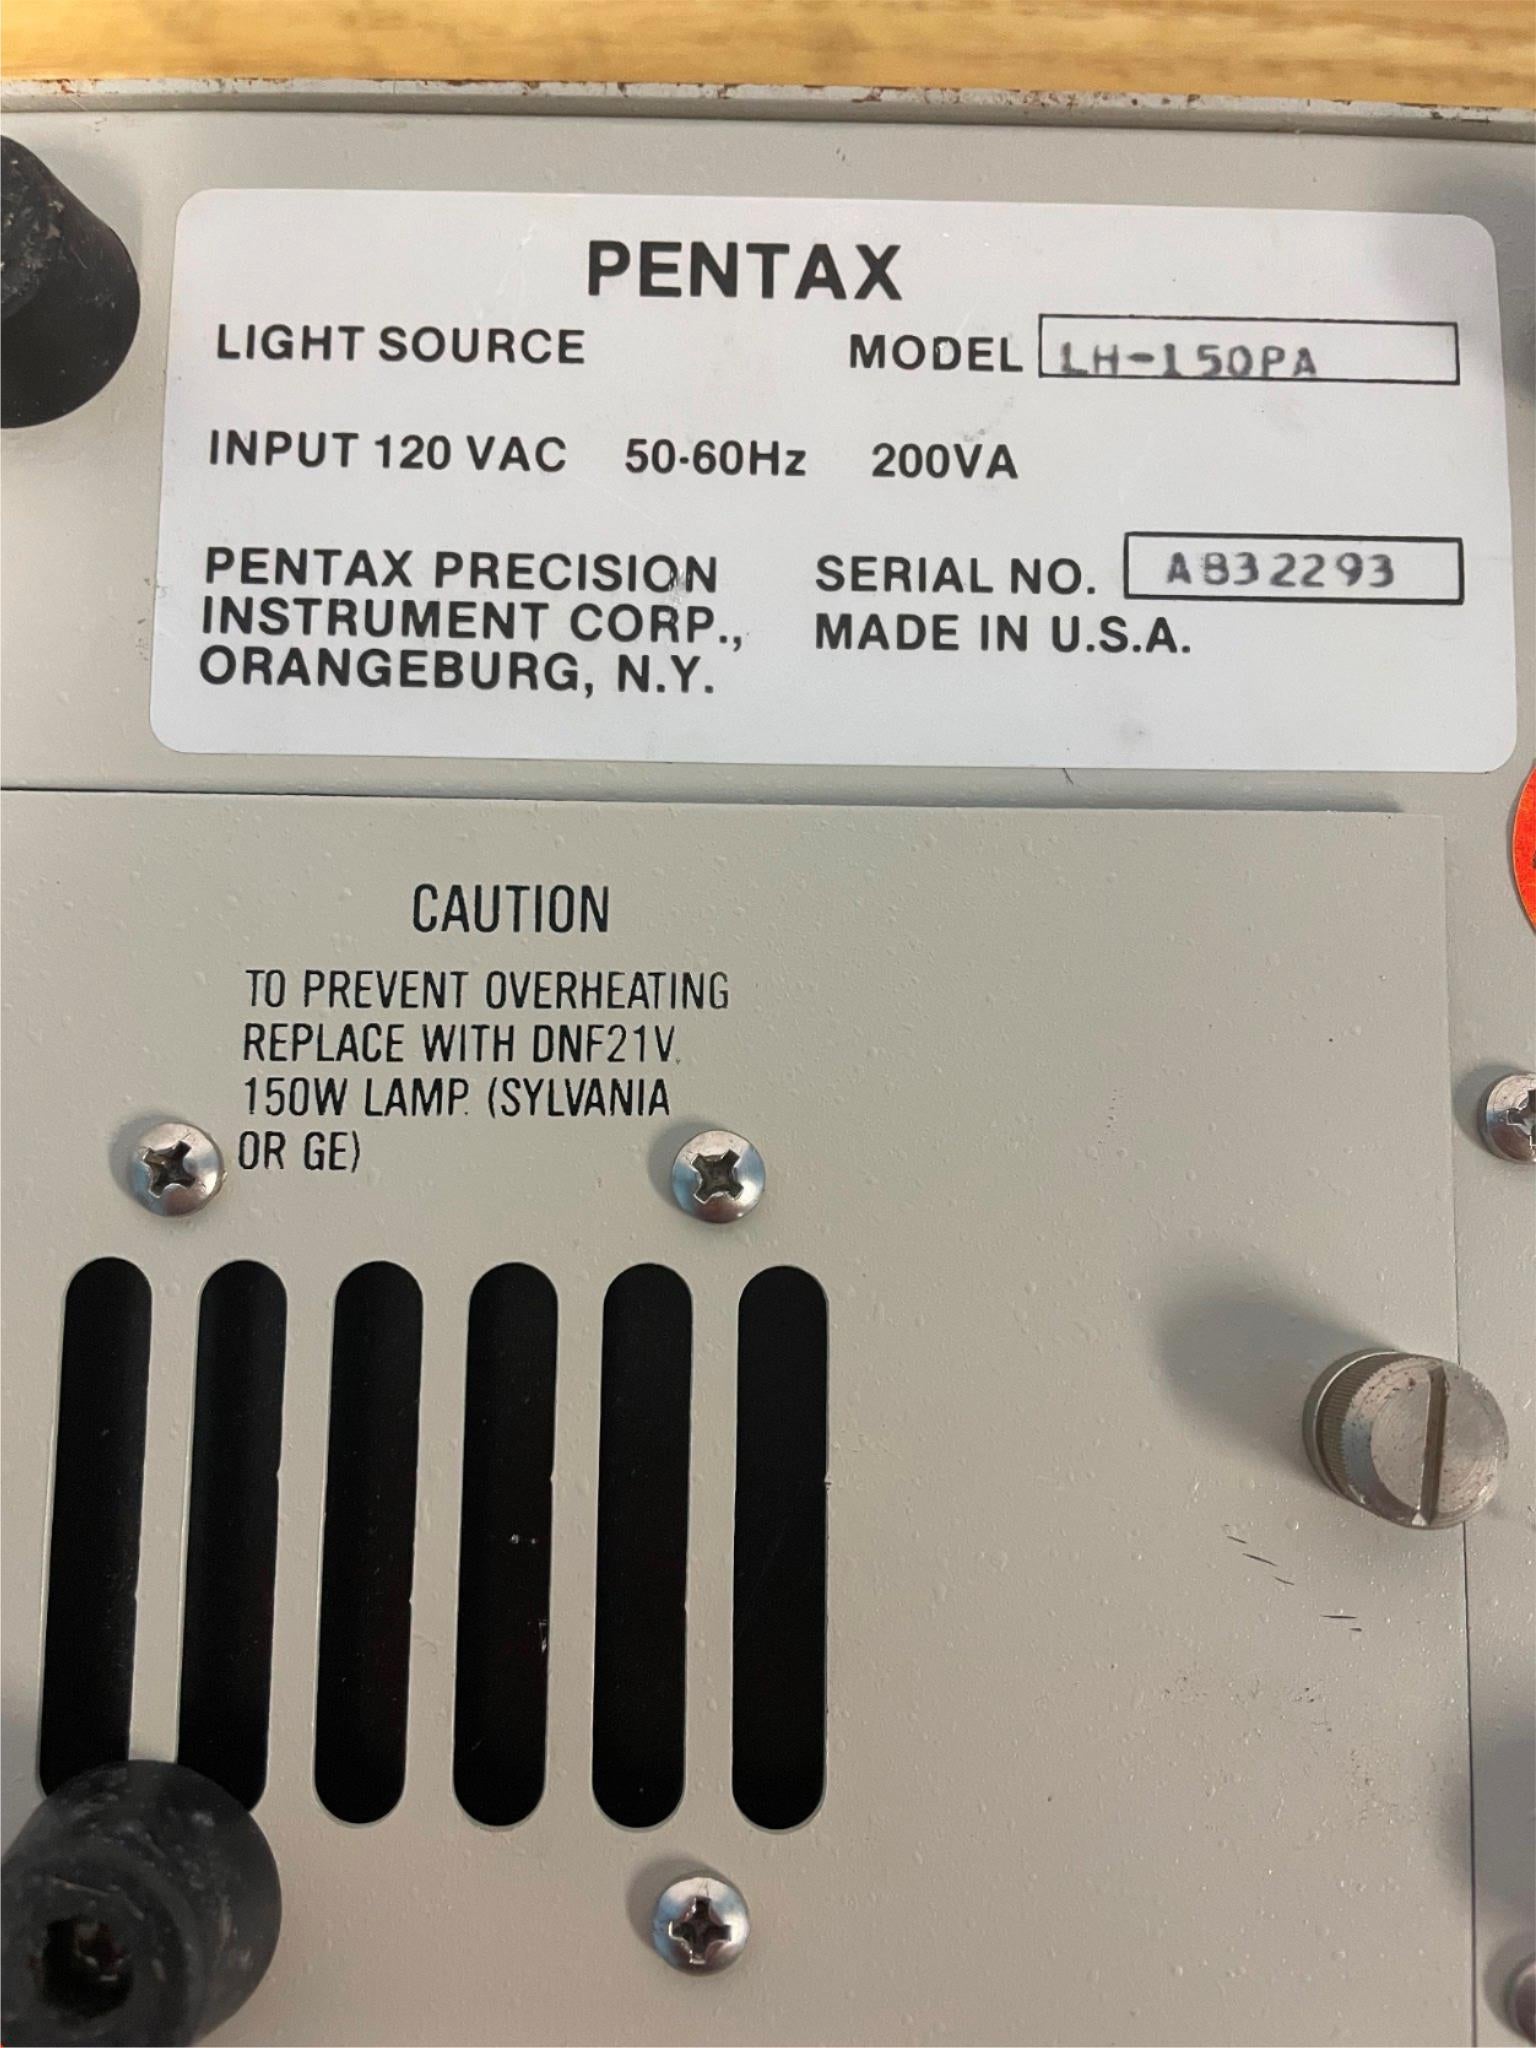 PENTAX
LIGHT SOURCE MODEL LH-150PA
INPUT 120 VAC 50-60Hz 200VA
PENTAX PRECISION SERIAL NO. A832293
INSTRUMENT CORP., MADE IN U.S.A.
ORANGEBURG, N.Y.
CAUTION
TO PREVENT OVERHEATING
REPLACE WITH DNF21V.
150W LAMP. (SYLVANIA
OR GE)